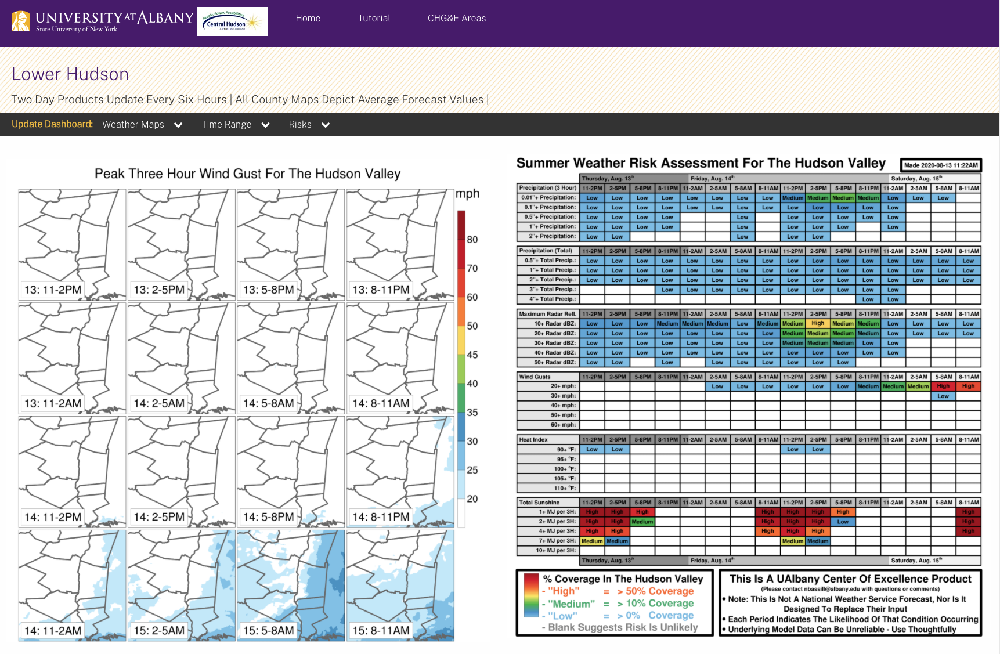 UNIVERSITY AT ALBANY
State University of New York
People. Power. Possibilities.
Central Hudson
A FORTIS COMPANY
Home Tutorial CHG&E Areas
Lower Hudson
Two Day Products Update Every Six Hours | All County Maps Depict Average Forecast Values |
Update Dashboard: Weather Maps Time Range Risks
Peak Three Hour Wind Gust For The Hudson Valley
mph
80
70
60
50
45
40
35
30
25
20
13: 11-2PM 13: 2-5PM 13: 5-8PM 13: 8-11PM
13: 11-2AM 14: 2-5AM 14: 5-8AM 14: 8-11AM
14: 11-2PM 14: 2-5PM 14: 5-8PM 14: 8-11PM
14: 11-2AM 15: 2-5AM 15: 5-8AM 15: 8-11AM
Summer Weather Risk Assessment For The Hudson Valley Made 2020-08-13 11:22AM
Thursday, Aug. 13th Friday, Aug. 14th Saturday, Aug. 15th
Precipitation (3 Hour) 11-2PM 2-5PM 5-8PM 8-11PM 11-2AM 2-5AM 5-8AM 8-11AM 11-2PM 2-5PM 5-8PM 8-11PM 11-2AM 2-5AM 5-8AM 8-11AM
0.01"+ Precipitation: Low Low Low Low Low Low Low Low Medium Medium Medium Medium Low Low Low
0.1"+ Precipitation: Low Low Low Low Low Low Low Low Low Low Low Low Low
0.5"+ Precipitation: Low Low Low Low Low Low Low Low Low Low
1"+ Precipitation: Low Low Low Low Low Low Low Low Low
2"+ Precipitation: Low Low Low Low Low
Precipitation (Total) 11-2PM 2-5PM 5-8PM 8-11PM 11-2AM 2-5AM 5-8AM 8-11AM 11-2PM 2-5PM 5-8PM 8-11PM 11-2AM 2-5AM 5-8AM 8-11AM
0.5"+ Total Precip.: Low Low Low Low Low Low Low Low Low Low Low Low Low Low Low Low
1"+ Total Precip.: Low Low Low Low Low Low Low Low Low Low Low Low Low Low Low Low
2"+ Total Precip.: Low Low Low Low Low Low Low Low Low Low Low Low Low Low Low Low
3"+ Total Precip.: Low Low Low Low Low Low Low Low Low Low
4"+ Total Precip.: Low Low
Maximum Radar Refl. 11-2PM 2-5PM 5-8PM 8-11PM 11-2AM 2-5AM 5-8AM 8-11AM 11-2PM 2-5PM 5-8PM 8-11PM 11-2AM 2-5AM 5-8AM 8-11AM
10+ Radar dBZ: Low Low Low Medium Medium Medium Low Medium Medium High Medium Medium Low Low Low Low
20+ Radar dBZ: Low Low Low Low Low Low Low Low Medium Medium Medium Medium Low Low Low Low
30+ Radar dBZ: Low Low Low Low Low Low Low Low Medium Medium Medium Low Low
40+ Radar dBZ: Low Low Low Low Low Low Low Low Low Low Low Low Low
50+ Radar dBZ: Low Low Low Low Low Low Low Low Low
Wind Gusts 11-2PM 2-5PM 5-8PM 8-11PM 11-2AM 2-5AM 5-8AM 8-11AM 11-2PM 2-5PM 5-8PM 8-11PM 11-2AM 2-5AM 5-8AM 8-11AM
20+ mph: Low Low Low Low Low Low Medium Medium Medium High High
30+ mph: Low
40+ mph:
50+ mph:
60+ mph:
Heat Index 11-2PM 2-5PM 5-8PM 8-11PM 11-2AM 2-5AM 5-8AM 8-11AM 11-2PM 2-5PM 5-8PM 8-11PM 11-2AM 2-5AM 5-8AM 8-11AM
90+ °F: Low Low Low Low
95+ °F:
100+ °F:
105+ °F:
110+ °F:
Total Sunshine 11-2PM 2-5PM 5-8PM 8-11PM 11-2AM 2-5AM 5-8AM 8-11AM 11-2PM 2-5PM 5-8PM 8-11PM 11-2AM 2-5AM 5-8AM 8-11AM
1+ MJ per 3H: High High High High High High High High
2+ MJ per 3H: High High Medium High High High Low High
4+ MJ per 3H: High High High High High High
7+ MJ per 3H: Medium Medium Medium Medium
10+ MJ per 3H:
Thursday, Aug. 13th Friday, Aug. 14th Saturday, Aug. 15th
% Coverage In The Hudson Valley
- "High" = > 50% Coverage
- "Medium" = > 10% Coverage
- "Low" = > 0% Coverage
- Blank Suggests Risk Is Unlikely
This Is A UAlbany Center Of Excellence Product
(Please contact nbassill@albany.edu with questions or comments)
• Note: This Is Not A National Weather Service Forecast, Nor Is It
Designed To Replace Their Input
• Each Period Indicates The Likelihood Of That Condition Occurring
• Underlying Model Data Can Be Unreliable - Use Thoughtfully